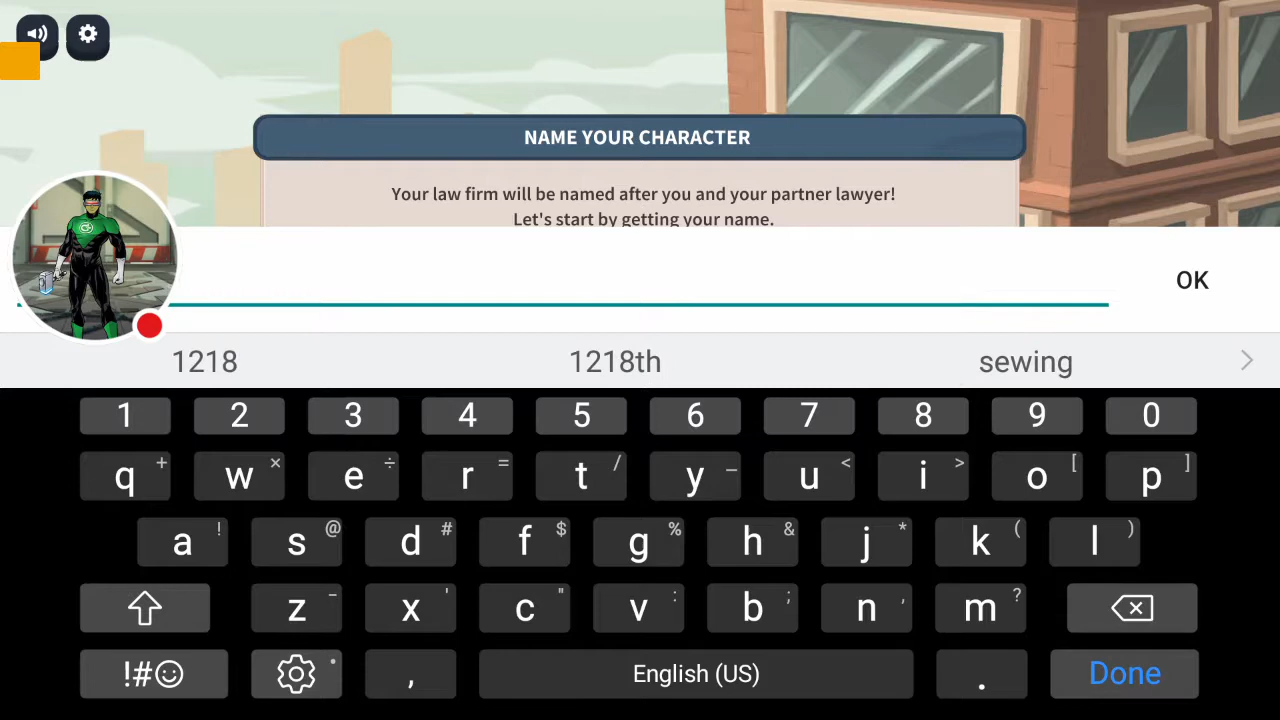 NAME YOUR CHARACTER
Your law firm will be named after you and your partner lawyer!
Let's start by getting your name.
OK
1218 1218th sewing
1 2 3 4 5 6 7 8 9 0
q + w × e ÷ r = t / y _ u < i > o [ p ]
a ! s @ d # f $ g % h & j * k ( l )
z - x ' c " v : b ; n , m ?
!#☺ , English (US) . Done